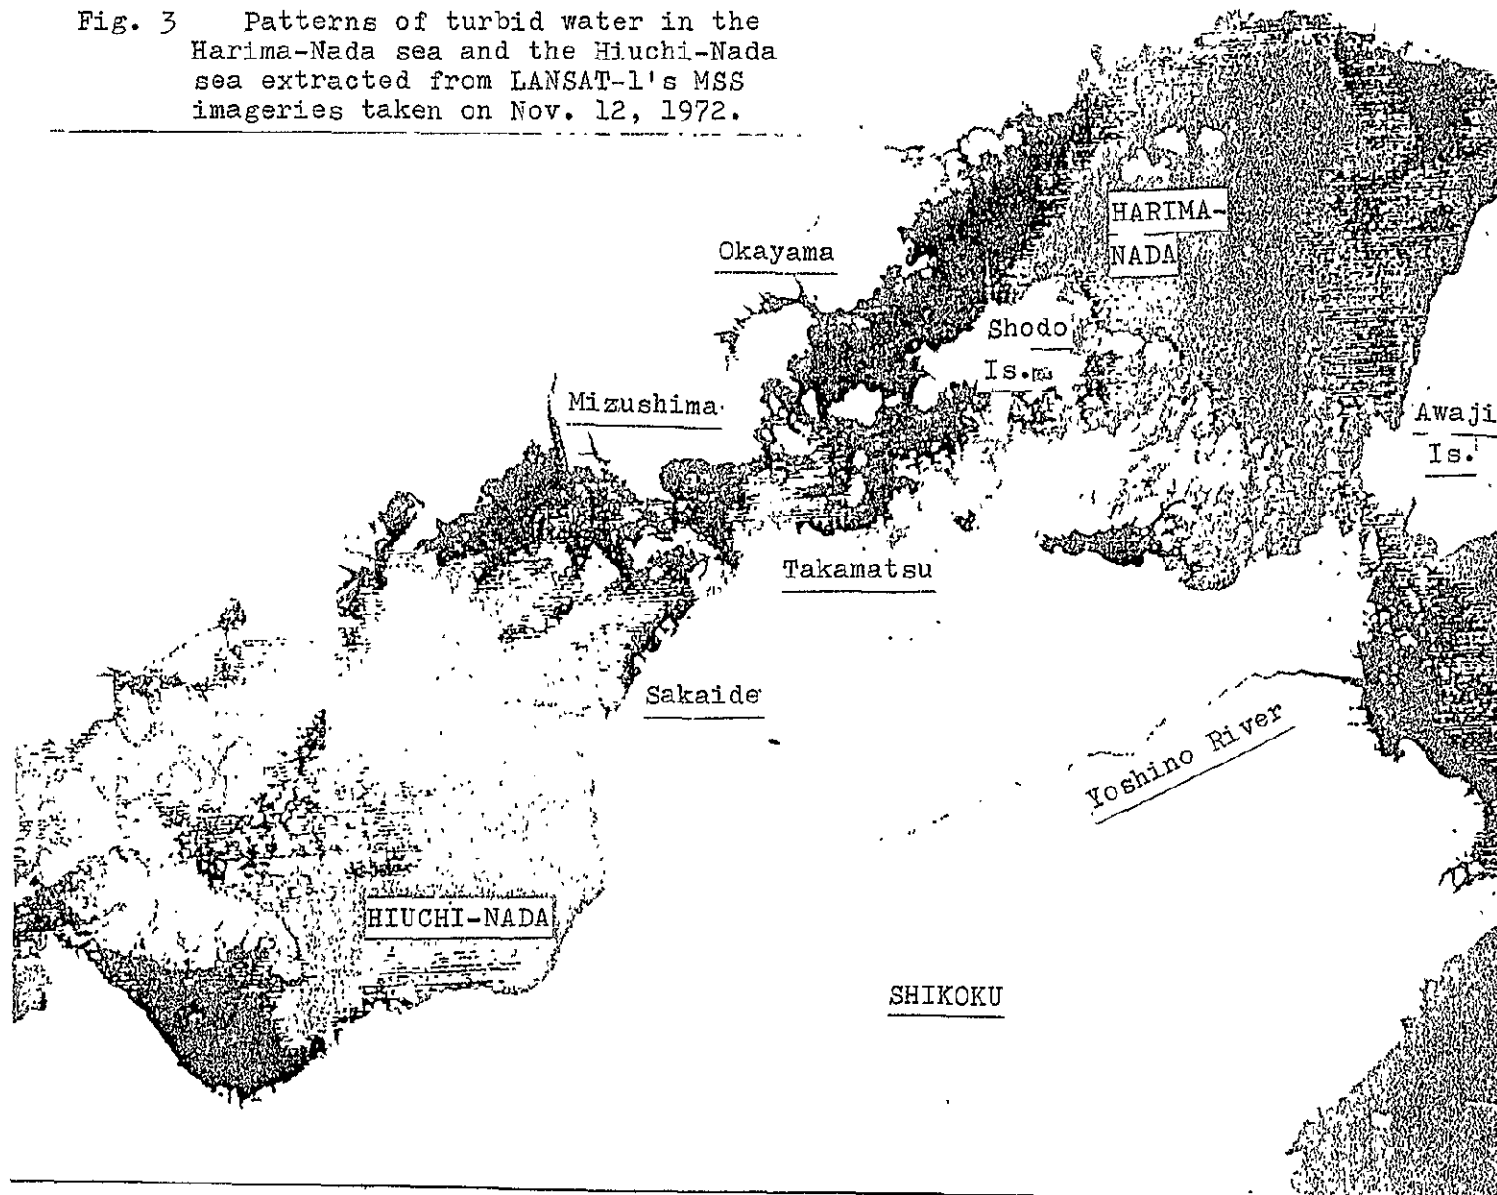 Fig. 3 Patterns of turbid water in the
Harima-Nada sea and the Hiuchi-Nada
sea extracted from LANSAT-1's MSS
imageries taken on Nov. 12, 1972.
HARIMA-
NADA
Okayama
Shodo
Is.
Mizushima
Awaji
Is.
Takamatsu
Sakaide
Yoshino River
HIUCHI-NADA
SHIKOKU